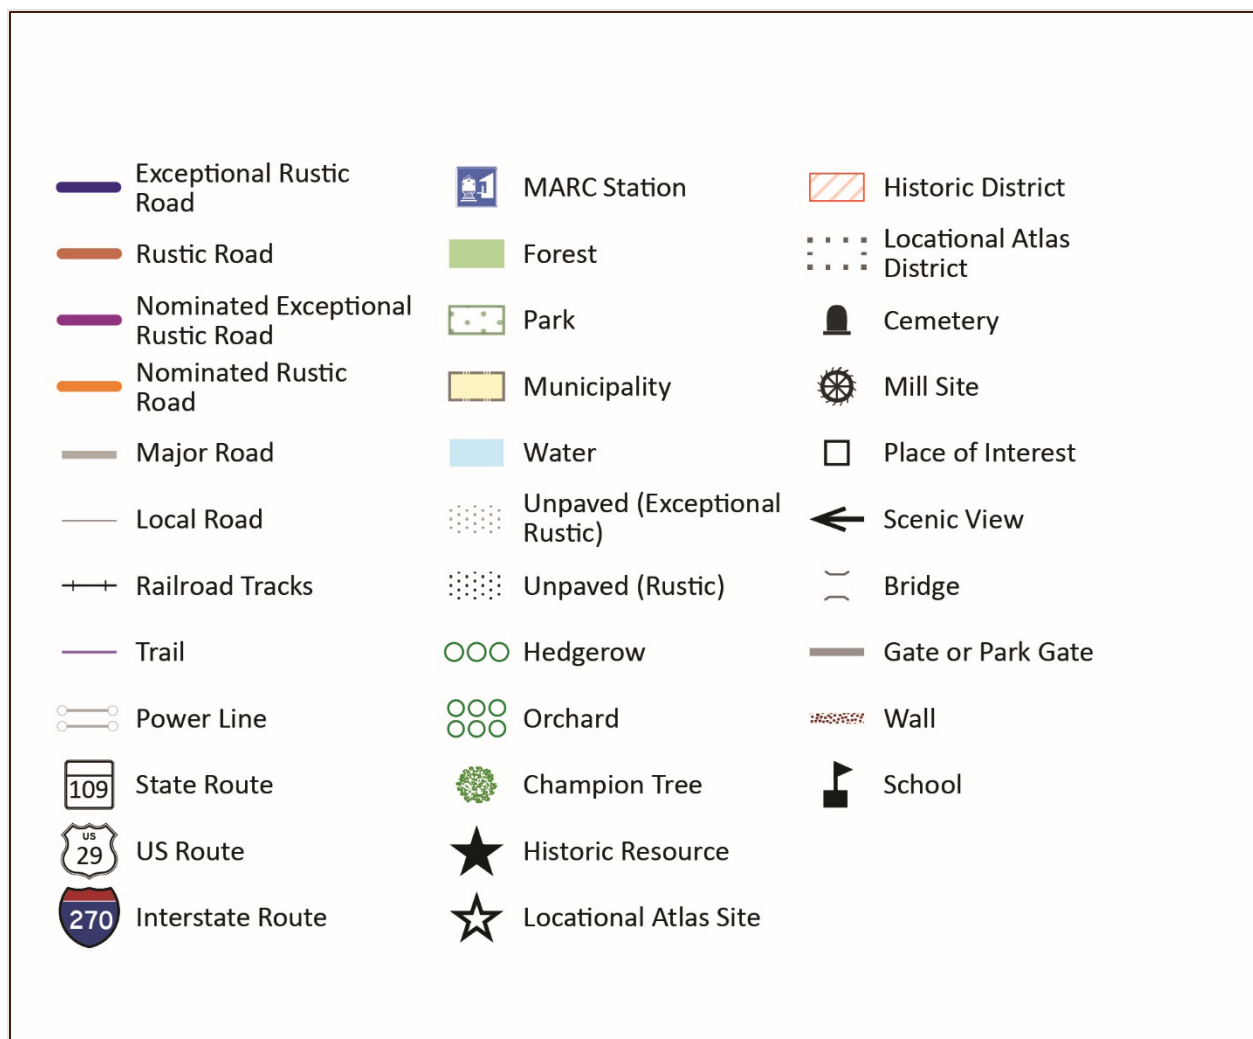 Exceptional Rustic
Road
Rustic Road
Nominated Exceptional
Rustic Road
Nominated Rustic
Road
Major Road
Local Road
Railroad Tracks
Trail
Power Line
109
State Route
US
29
US Route
270
Interstate Route
MARC Station
Forest
Park
Municipality
Water
Unpaved (Exceptional
Rustic)
Unpaved (Rustic)
Hedgerow
Orchard
Champion Tree
Historic Resource
Locational Atlas Site
Historic District
Locational Atlas
District
Cemetery
Mill Site
Place of Interest
Scenic View
Bridge
Gate or Park Gate
Wall
School